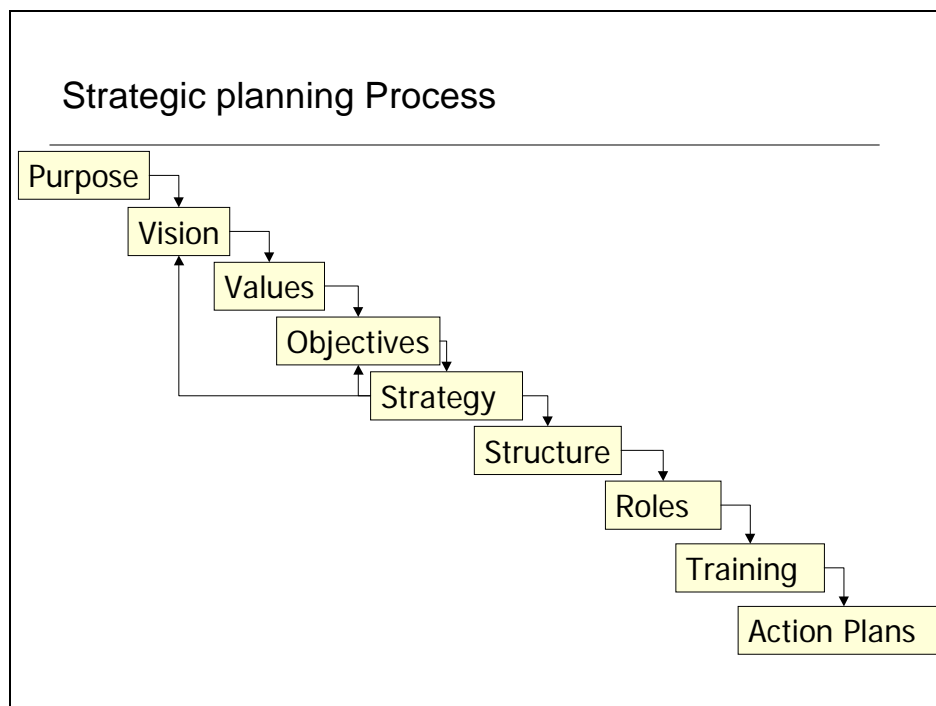 Strategic planning Process
Purpose
Vision
Values
Objectives
Strategy
Structure
Roles
Training
Action Plans